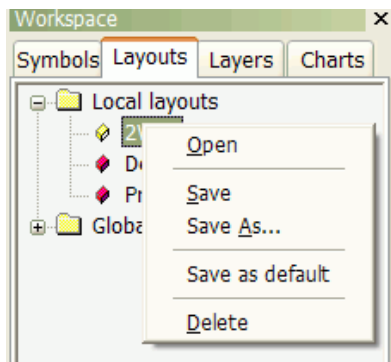 Workspace
Symbols Layouts Layers Charts
Local layouts
Open
Save
Save As...
Save as default
Delete